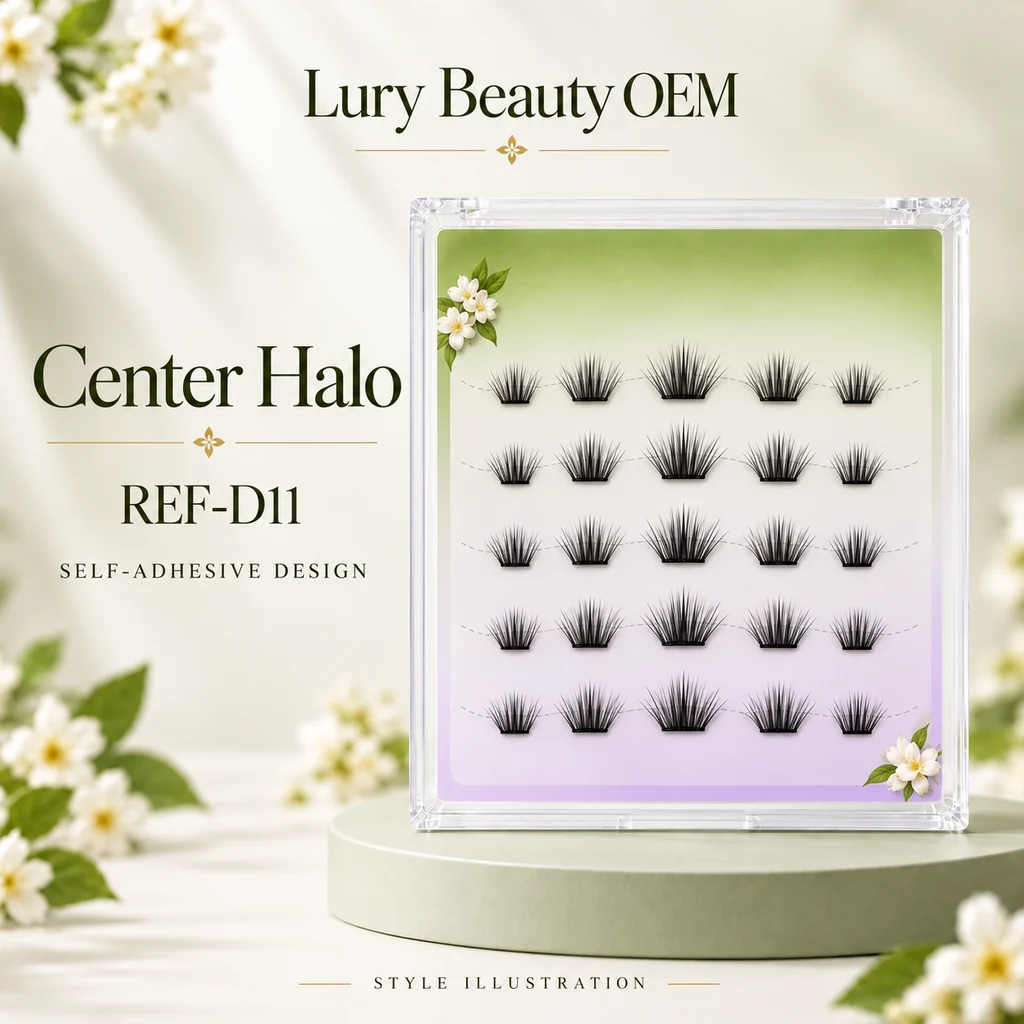 Lury Beauty OEM
Center Halo
REF-D11
SELF-ADHESIVE DESIGN
STYLE ILLUSTRATION